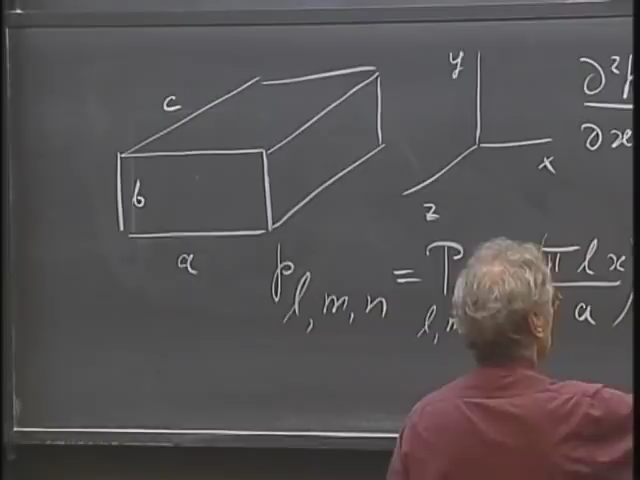 c
b
a
y
x
z
∂²
∂x
p l,m,n = P l,m πlx / a )